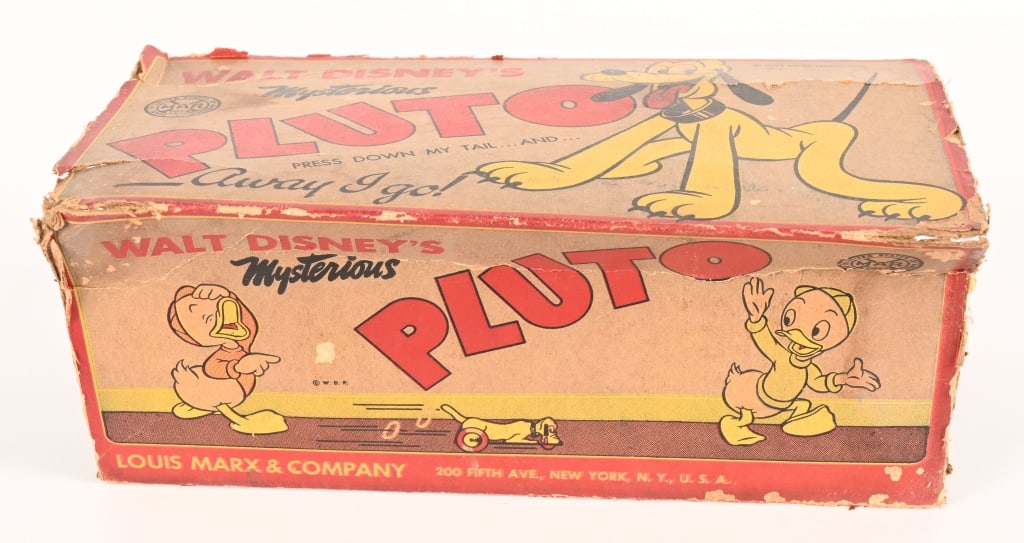 WALT DISNEY'S
Mysterious
PLUTO
PRESS DOWN MY TAIL...AND...
Away I go!
MAR
WALT DISNEY'S
Mysterious
PLUTO
© W. D. P.
LOUIS MARX & COMPANY
200 FIFTH AVE., NEW YORK, N. Y., U. S. A.